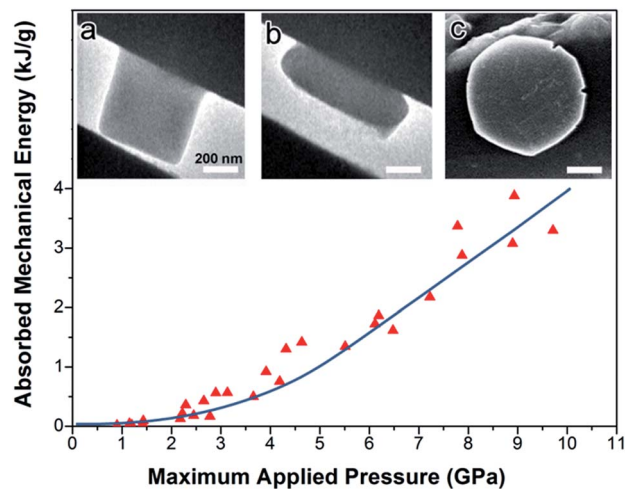 a
b
c
200 nm
Absorbed Mechanical Energy (kJ/g)
4
3
2
1
0
0 1 2 3 4 5 6 7 8 9 10 11
Maximum Applied Pressure (GPa)